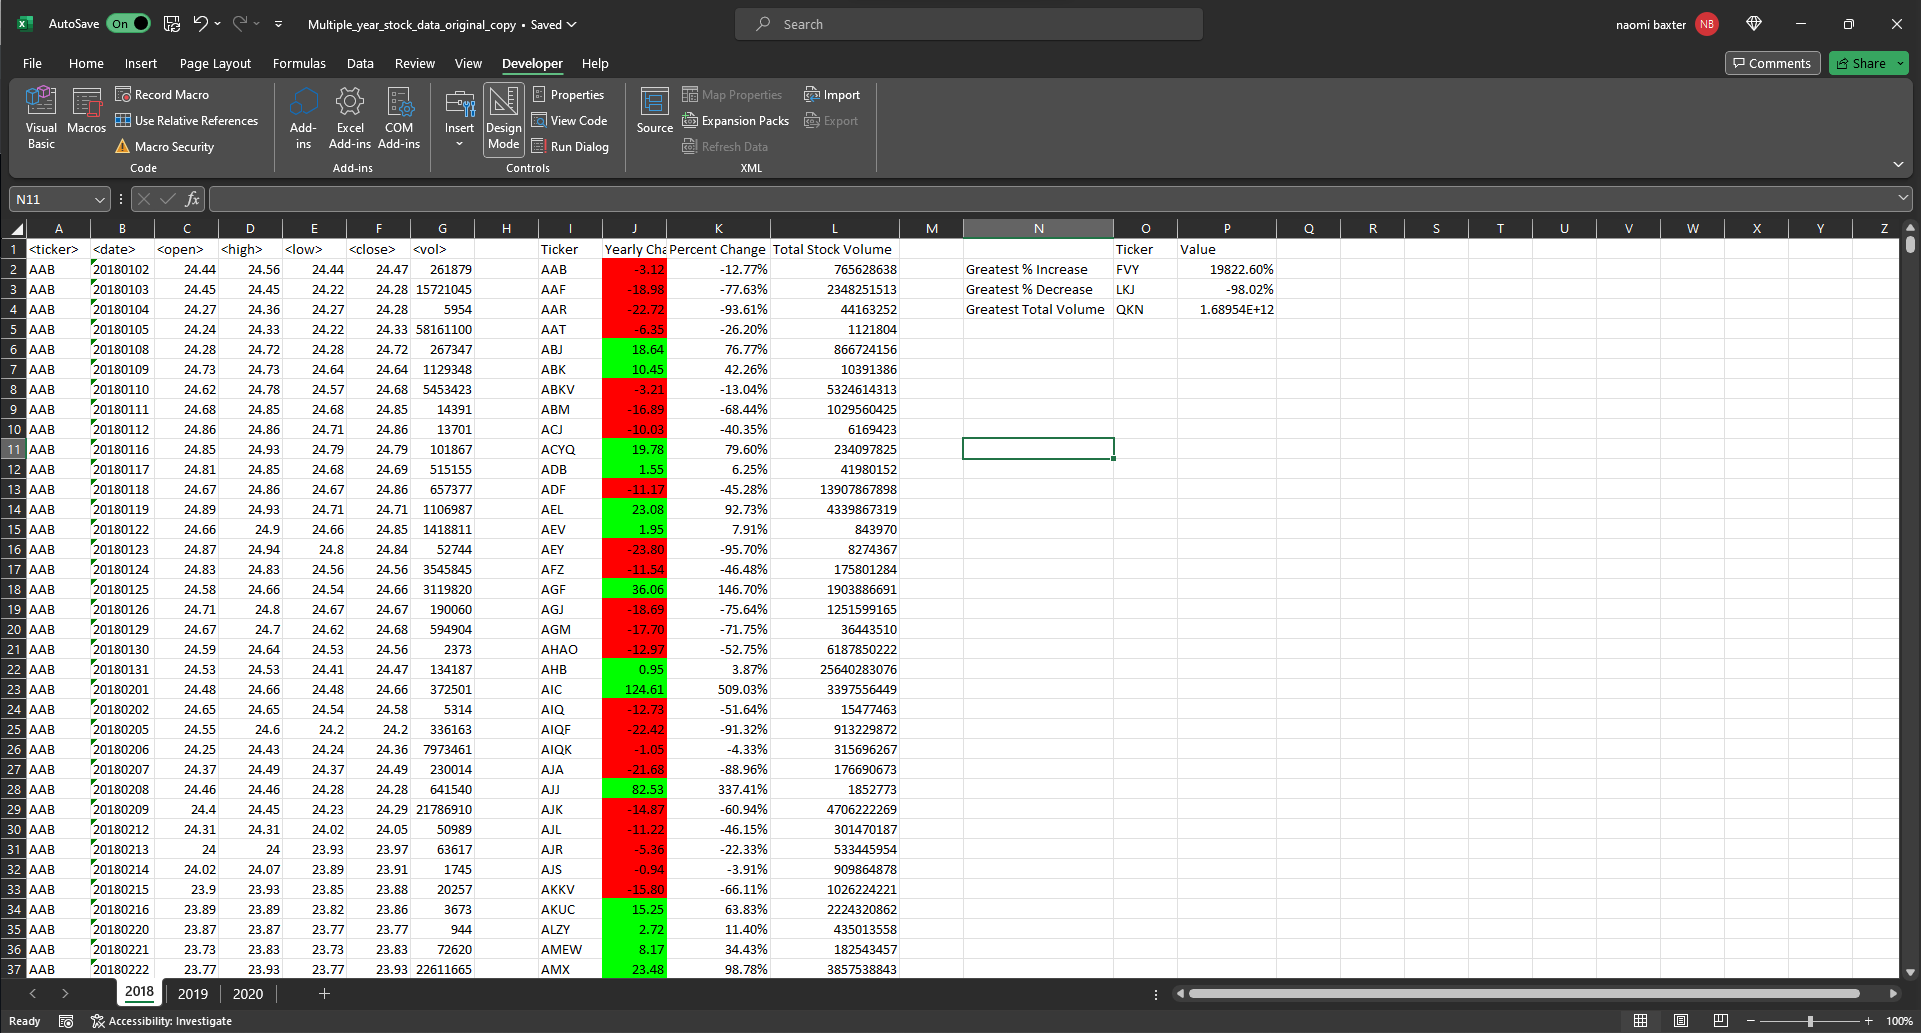 AutoSave On Multiple_year_stock_data_original_copy • Saved Search naomi baxter NB
File Home Insert Page Layout Formulas Data Review View Developer Help Comments Share
Visual Basic Macros Record Macro Use Relative References Macro Security Code
Add-ins Excel Add-ins COM Add-ins Add-ins
Insert Design Mode Properties View Code Run Dialog Controls
Source Map Properties Expansion Packs Refresh Data Import Export XML
N11 fx
A B C D E F G H I J K L M N O P Q R S T U V W X Y Z
1 <ticker> <date> <open> <high> <low> <close> <vol> Ticker Yearly Cha Percent Change Total Stock Volume Ticker Value
2 AAB 20180102 24.44 24.56 24.44 24.47 261879 AAB -3.12 -12.77% 765628638 Greatest % Increase FVY 19822.60%
3 AAB 20180103 24.45 24.45 24.22 24.28 15721045 AAF -18.98 -77.63% 2348251513 Greatest % Decrease LKJ -98.02%
4 AAB 20180104 24.27 24.36 24.27 24.28 5954 AAR -22.72 -93.61% 44163252 Greatest Total Volume QKN 1.68954E+12
5 AAB 20180105 24.24 24.33 24.22 24.33 58161100 AAT -6.35 -26.20% 1121804
6 AAB 20180108 24.28 24.72 24.28 24.72 267347 ABJ 18.64 76.77% 866724156
7 AAB 20180109 24.73 24.73 24.64 24.64 1129348 ABK 10.45 42.26% 10391386
8 AAB 20180110 24.62 24.78 24.57 24.68 5453423 ABKV -3.21 -13.04% 5324614313
9 AAB 20180111 24.68 24.85 24.68 24.85 14391 ABM -16.89 -68.44% 1029560425
10 AAB 20180112 24.86 24.86 24.71 24.86 13701 ACJ -10.03 -40.35% 6169423
11 AAB 20180116 24.85 24.93 24.79 24.79 101867 ACYQ 19.78 79.60% 234097825
12 AAB 20180117 24.81 24.85 24.68 24.69 515155 ADB 1.55 6.25% 41980152
13 AAB 20180118 24.67 24.86 24.67 24.86 657377 ADF -11.17 -45.28% 13907867898
14 AAB 20180119 24.89 24.93 24.71 24.71 1106987 AEL 23.08 92.73% 4339867319
15 AAB 20180122 24.66 24.9 24.66 24.85 1418811 AEV 1.95 7.91% 843970
16 AAB 20180123 24.87 24.94 24.8 24.84 52744 AEY -23.80 -95.70% 8274367
17 AAB 20180124 24.83 24.83 24.56 24.56 3545845 AFZ -11.54 -46.48% 175801284
18 AAB 20180125 24.58 24.66 24.54 24.66 3119820 AGF 36.06 146.70% 1903886691
19 AAB 20180126 24.71 24.8 24.67 24.67 190060 AGJ -18.69 -75.64% 1251599165
20 AAB 20180129 24.67 24.7 24.62 24.68 594904 AGM -17.70 -71.75% 36443510
21 AAB 20180130 24.59 24.64 24.53 24.56 2373 AHAO -12.97 -52.75% 6187850222
22 AAB 20180131 24.53 24.53 24.41 24.47 134187 AHB 0.95 3.87% 25640283076
23 AAB 20180201 24.48 24.66 24.48 24.66 372501 AIC 124.61 509.03% 3397556449
24 AAB 20180202 24.65 24.65 24.54 24.58 5314 AIQ -12.73 -51.64% 15477463
25 AAB 20180205 24.55 24.6 24.2 24.2 336163 AIQF -22.42 -91.32% 913229872
26 AAB 20180206 24.25 24.43 24.24 24.36 7973461 AIQK -1.05 -4.33% 315696267
27 AAB 20180207 24.37 24.49 24.37 24.49 230014 AJA -21.68 -88.96% 176690673
28 AAB 20180208 24.46 24.46 24.28 24.28 641540 AJJ 82.53 337.41% 1852773
29 AAB 20180209 24.4 24.45 24.23 24.29 21786910 AJK -14.87 -60.94% 4706222269
30 AAB 20180212 24.31 24.31 24.02 24.05 50989 AJL -11.22 -46.15% 301470187
31 AAB 20180213 24 24 23.93 23.97 63617 AJR -5.36 -22.33% 533445954
32 AAB 20180214 24.02 24.07 23.89 23.91 1745 AJS -0.94 -3.91% 909864878
33 AAB 20180215 23.9 23.93 23.85 23.88 20257 AKKV -15.80 -66.11% 1026224221
34 AAB 20180216 23.89 23.89 23.82 23.86 3673 AKUC 15.25 63.83% 2224320862
35 AAB 20180220 23.87 23.87 23.77 23.77 944 ALZY 2.72 11.40% 435013558
36 AAB 20180221 23.73 23.83 23.73 23.83 72620 AMEW 8.17 34.43% 182543457
37 AAB 20180222 23.77 23.93 23.77 23.93 22611665 AMX 23.48 98.78% 3857538843
2018 2019 2020
Ready Accessibility: Investigate 100%